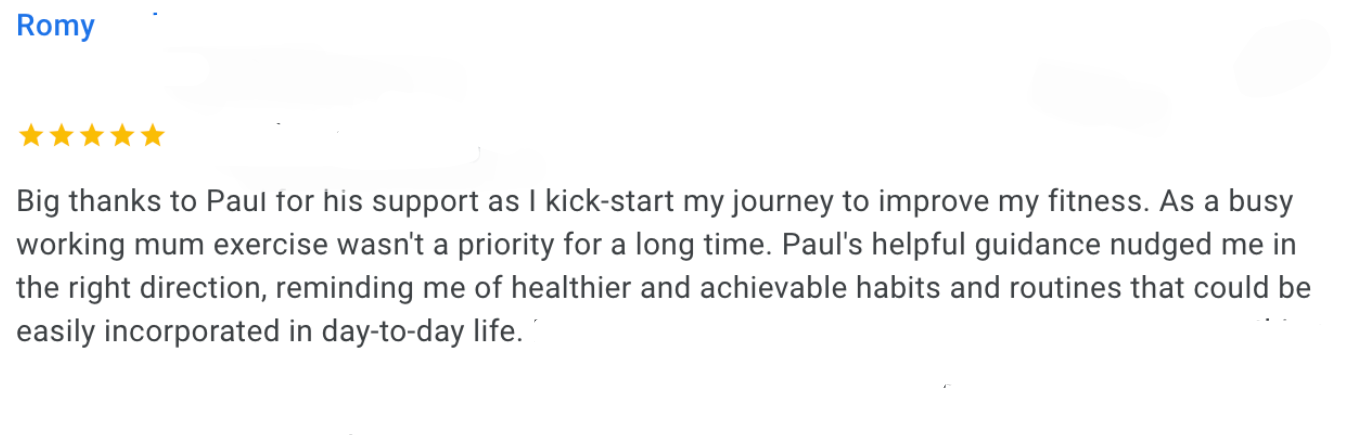 Romy
Big thanks to Paul for his support as I kick-start my journey to improve my fitness. As a busy
working mum exercise wasn't a priority for a long time. Paul's helpful guidance nudged me in
the right direction, reminding me of healthier and achievable habits and routines that could be
easily incorporated in day-to-day life.